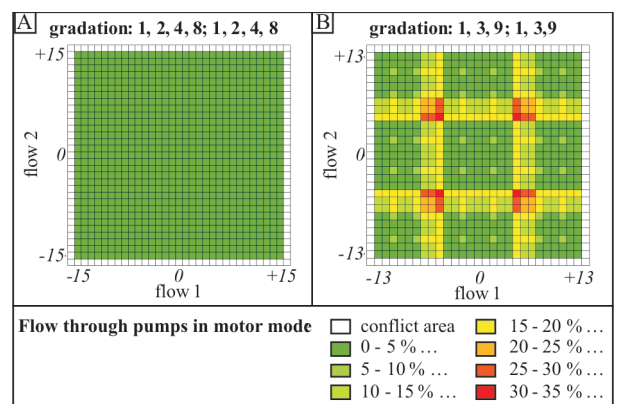 A
gradation: 1, 2, 4, 8; 1, 2, 4, 8
+15
0
-15
flow 2
-15
0
+15
flow 1
B
gradation: 1, 3, 9; 1, 3,9
+13
0
-13
flow 2
-13
0
+13
flow 1
Flow through pumps in motor mode
conflict area
0 - 5 % ...
5 - 10 % ...
10 - 15 % ...
15 - 20 % ...
20 - 25 % ...
25 - 30 % ...
30 - 35 % ...